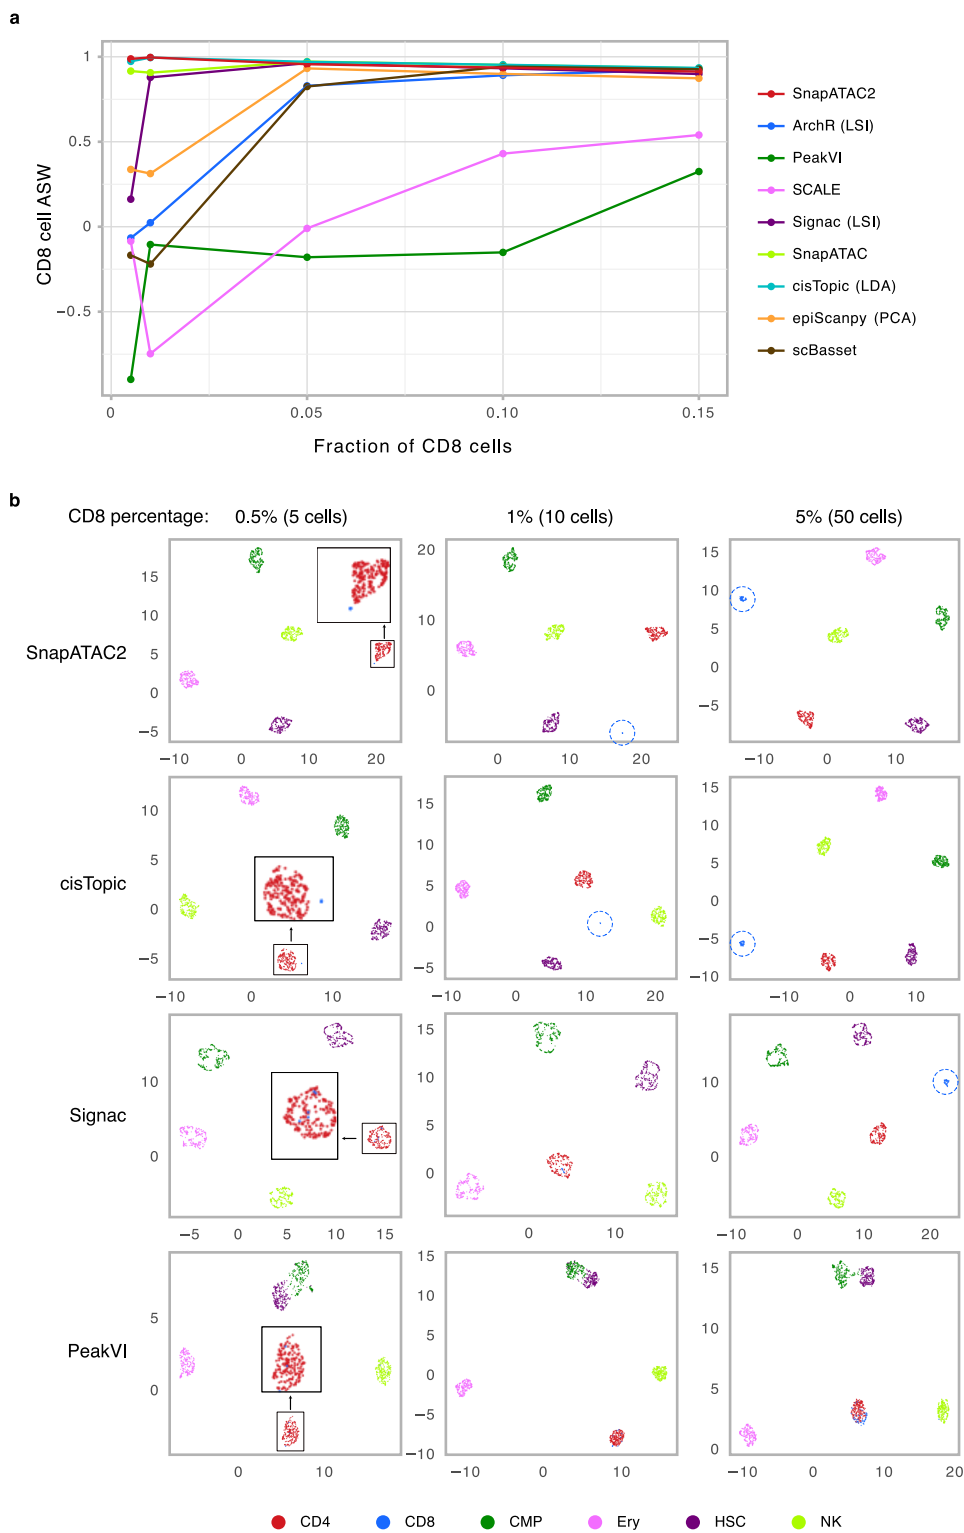 a
1
0.5
0
−0.5
CD8 cell ASW
0
0.05
0.10
0.15
Fraction of CD8 cells
SnapATAC2
ArchR (LSI)
PeakVI
SCALE
Signac (LSI)
SnapATAC
cisTopic (LDA)
epiScanpy (PCA)
scBasset
b
CD8 percentage: 0.5% (5 cells) 1% (10 cells) 5% (50 cells)
SnapATAC2
15
10
5
0
−5
−10 0 10 20
20
10
0
0 10 20
15
10
5
0
−5
−10 0 10
cisTopic
10
5
0
−5
−10 0 10
15
10
5
0
−5
−10 0 10 20
15
10
5
0
−5
−10
−10 0 10
Signac
10
0
−5 0 5 10 15
15
10
5
0
0 10
10
0
−10 0 10 20
PeakVI
5
0
0 10
15
10
5
0
−5
−10
−10 0 10
15
10
5
0
−10 0 10 20
CD4 CD8 CMP Ery HSC NK